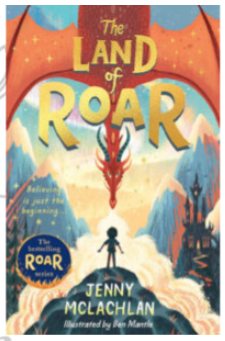 The
LAND
of
ROAR
Believing
is just the
beginning...
The
bestselling
ROAR
series
JENNY
MCLACHLAN
Illustrated by Ben Mantle